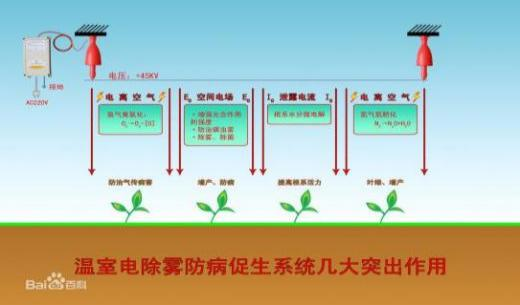 接地
AC220V
电压：+45KV
电离空气
E₀ 空间电场 E₀
I₀ 泄露电流 I₀
电离空气
氧气臭氧化：
O₂→O₃+[O]
·增强光合作用的强度
·防治病虫害
·除雾、除菌
根系水分微电解
氮气氮肥化
防治气传病害
增产、防病
提高根系活力
叶绿、增产
温室电除雾防病促生系统几大突出作用
Baidu百科